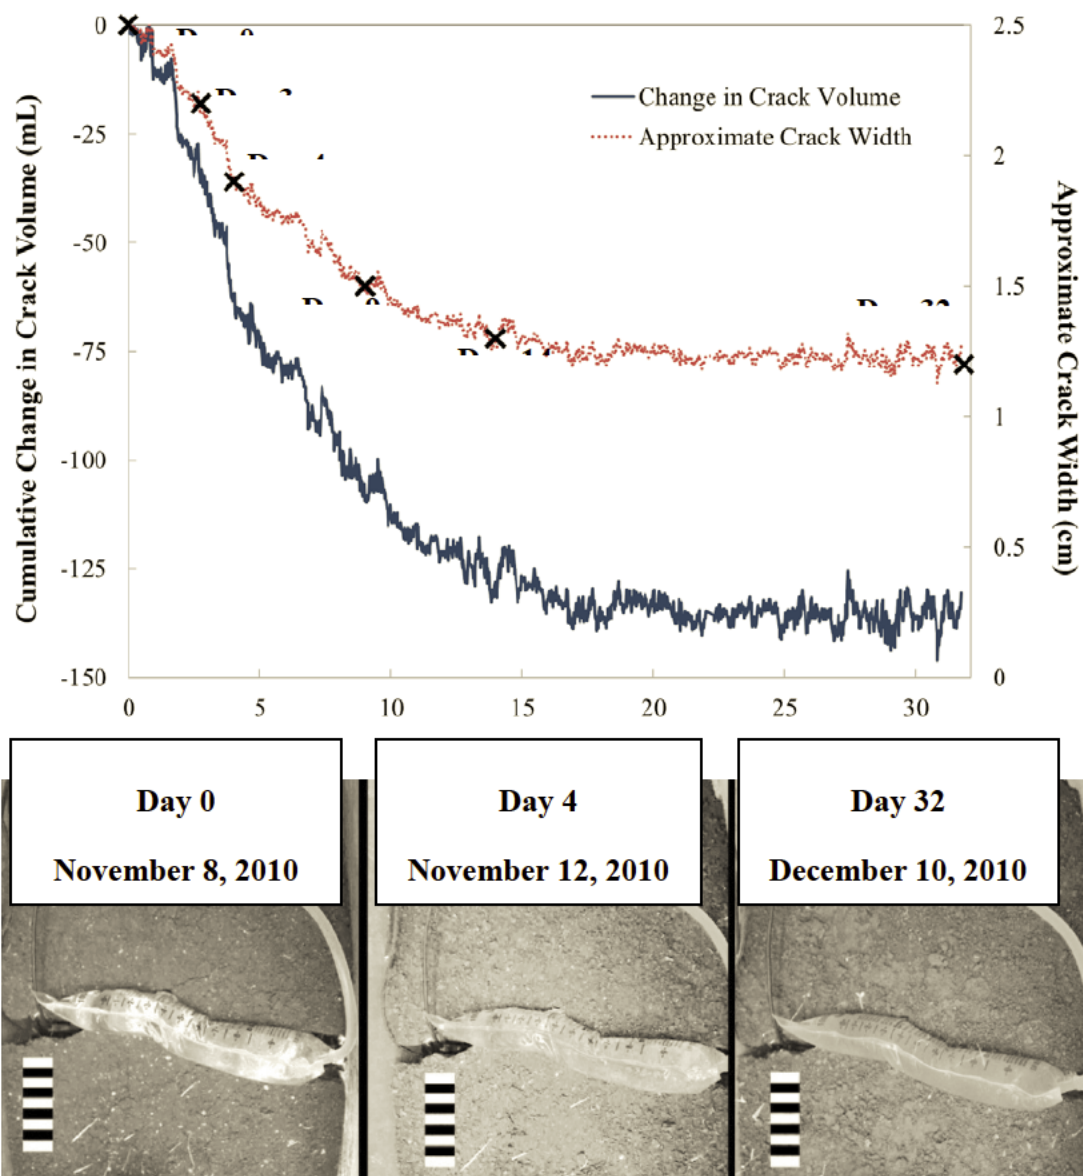 0
-25
-50
-75
-100
-125
-150
Cumulative Change in Crack Volume (mL)
2.5
2
1.5
1
0.5
0
Approximate Crack Width (cm)
Change in Crack Volume
Approximate Crack Width
0 5 10 15 20 25 30
Day 0
November 8, 2010
Day 4
November 12, 2010
Day 32
December 10, 2010